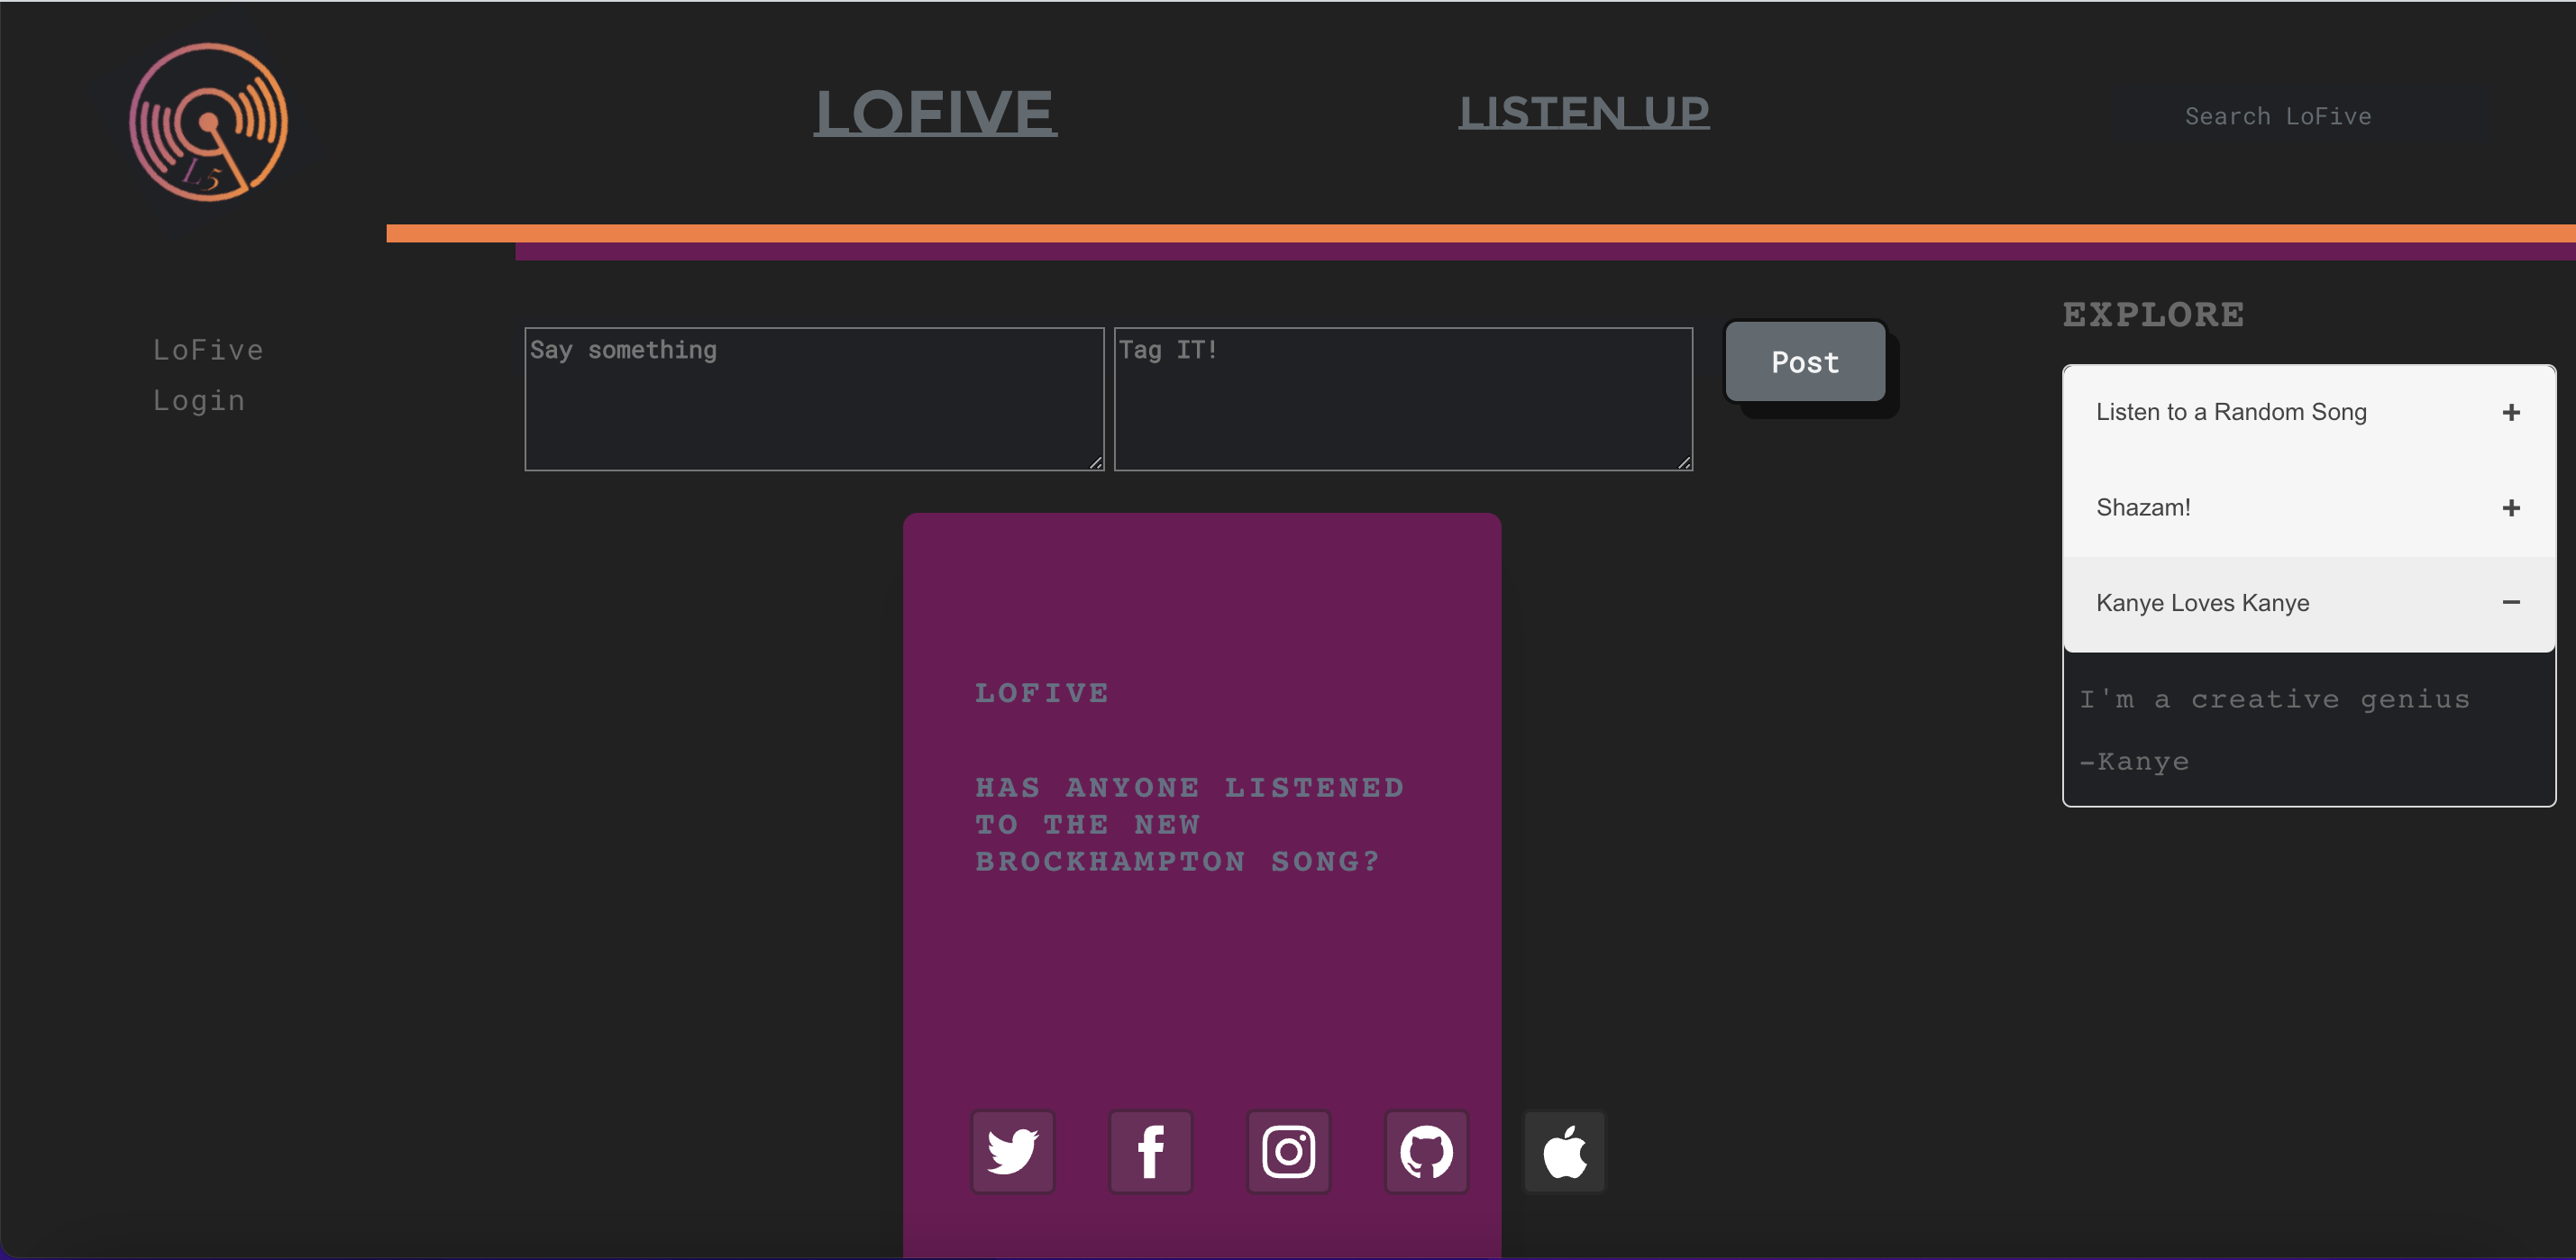 L5
LOFIVE
LISTEN UP
Search LoFive
LoFive
Login
Say something
Tag IT!
Post
EXPLORE
Listen to a Random Song
Shazam!
Kanye Loves Kanye
I'm a creative genius
-Kanye
LOFIVE
HAS ANYONE LISTENED
TO THE NEW
BROCKHAMPTON SONG?